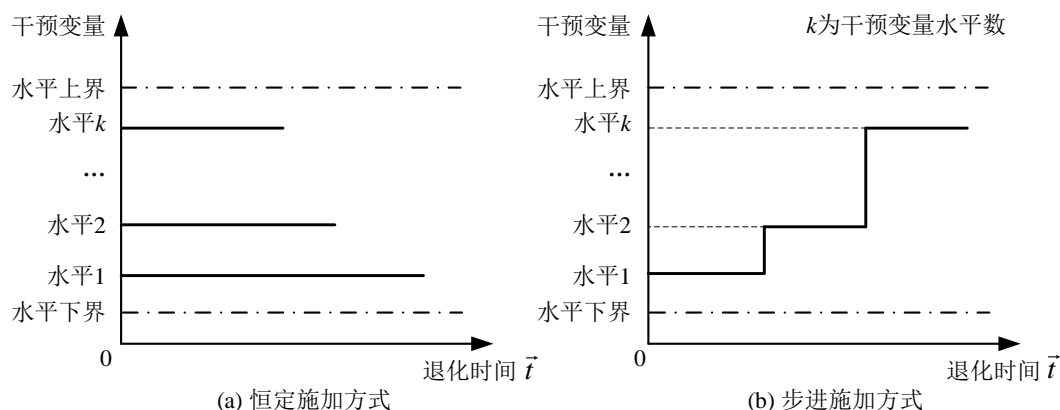 干预变量
水平上界
水平k
...
水平2
水平1
水平下界
0
退化时间 t⃗
(a) 恒定施加方式
干预变量
k为干预变量水平数
水平上界
水平k
...
水平2
水平1
水平下界
0
退化时间 t⃗
(b) 步进施加方式